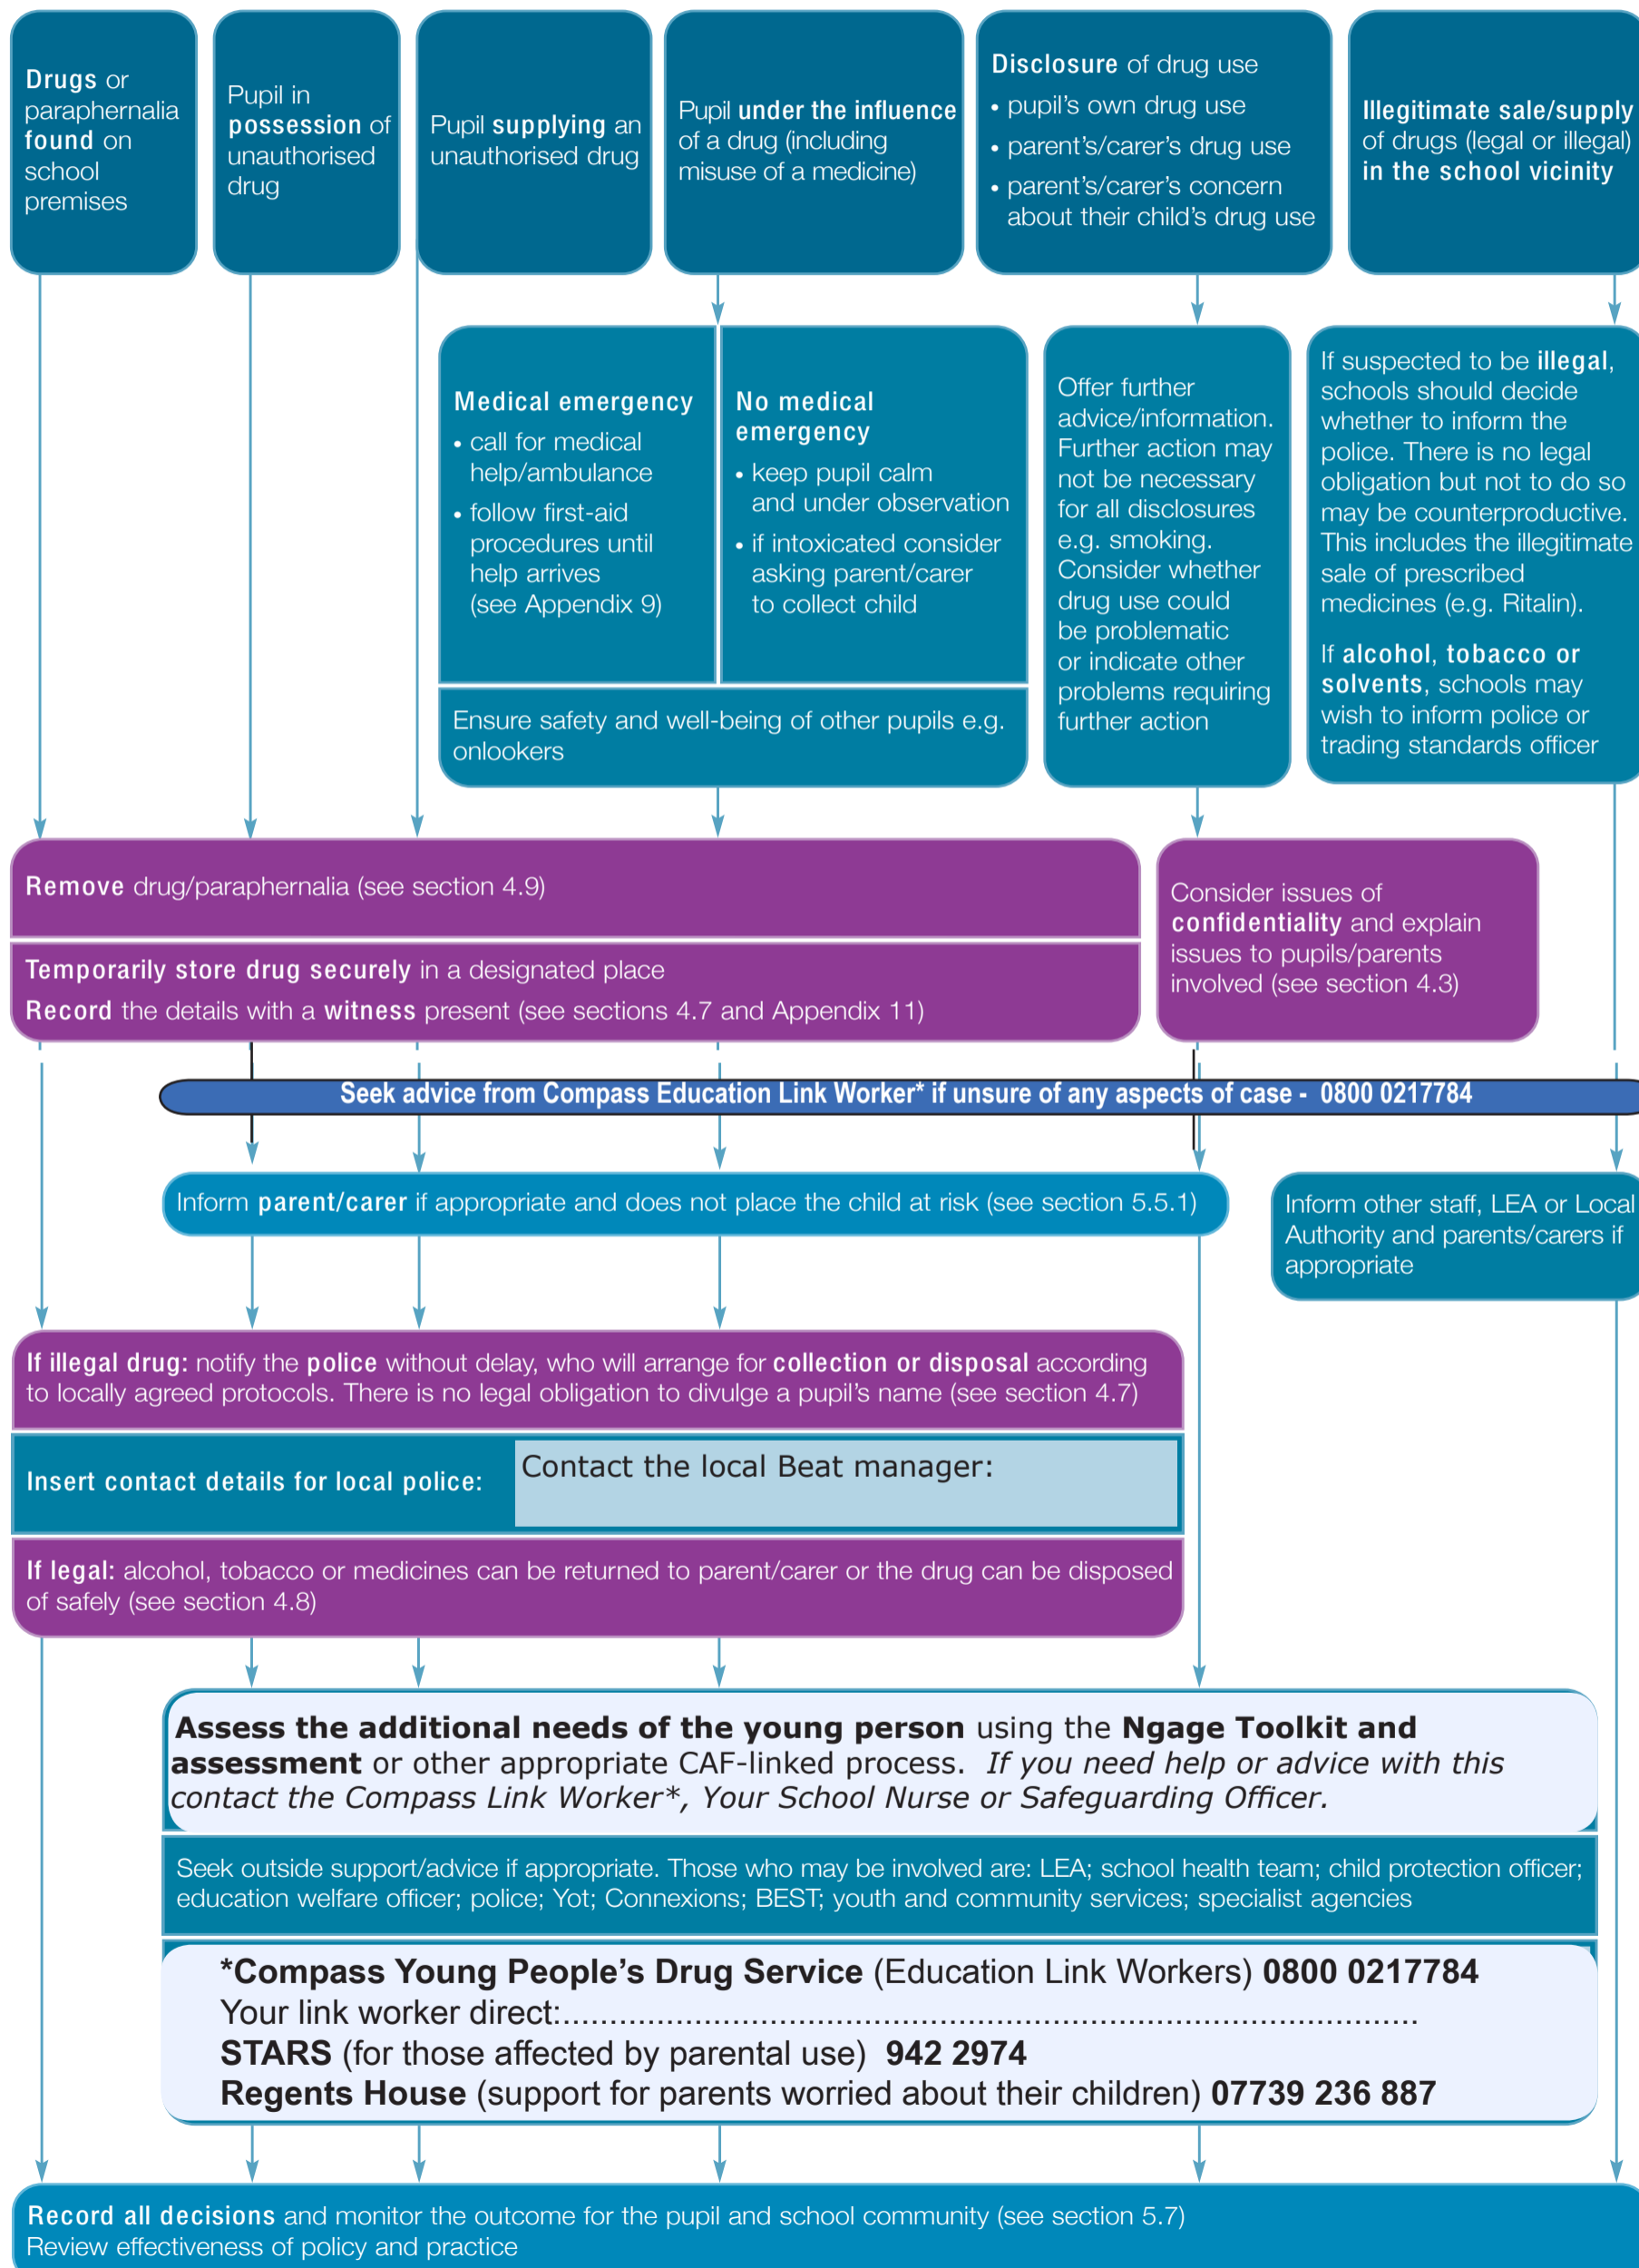 Drugs or
paraphernalia
found on
school
premises
Pupil in
possession of
unauthorised
drug
Pupil supplying an
unauthorised drug
Pupil under the influence
of a drug (including
misuse of a medicine)
Disclosure of drug use
• pupil’s own drug use
• parent’s/carer’s drug use
• parent’s/carer’s concern
about their child’s drug use
Illegitimate sale/supply
of drugs (legal or illegal)
in the school vicinity
Medical emergency
• call for medical
help/ambulance
• follow first-aid
procedures until
help arrives
(see Appendix 9)
No medical
emergency
• keep pupil calm
and under observation
• if intoxicated consider
asking parent/carer
to collect child
Ensure safety and well-being of other pupils e.g.
onlookers
Offer further
advice/information.
Further action may
not be necessary
for all disclosures
e.g. smoking.
Consider whether
drug use could
be problematic
or indicate other
problems requiring
further action
If suspected to be illegal,
schools should decide
whether to inform the
police. There is no legal
obligation but not to do so
may be counterproductive.
This includes the illegitimate
sale of prescribed
medicines (e.g. Ritalin).
If alcohol, tobacco or
solvents, schools may
wish to inform police or
trading standards officer
Remove drug/paraphernalia (see section 4.9)
Temporarily store drug securely in a designated place
Record the details with a witness present (see sections 4.7 and Appendix 11)
Consider issues of
confidentiality and explain
issues to pupils/parents
involved (see section 4.3)
Seek advice from Compass Education Link Worker* if unsure of any aspects of case - 0800 0217784
Inform parent/carer if appropriate and does not place the child at risk (see section 5.5.1)
Inform other staff, LEA or Local
Authority and parents/carers if
appropriate
If illegal drug: notify the police without delay, who will arrange for collection or disposal according
to locally agreed protocols. There is no legal obligation to divulge a pupil’s name (see section 4.7)
Insert contact details for local police:
Contact the local Beat manager:
If legal: alcohol, tobacco or medicines can be returned to parent/carer or the drug can be disposed
of safely (see section 4.8)
Assess the additional needs of the young person using the Ngage Toolkit and
assessment or other appropriate CAF-linked process. If you need help or advice with this
contact the Compass Link Worker*, Your School Nurse or Safeguarding Officer.
Seek outside support/advice if appropriate. Those who may be involved are: LEA; school health team; child protection officer;
education welfare officer; police; Yot; Connexions; BEST; youth and community services; specialist agencies
*Compass Young People’s Drug Service (Education Link Workers) 0800 0217784
Your link worker direct:...........................................................................................
STARS (for those affected by parental use) 942 2974
Regents House (support for parents worried about their children) 07739 236 887
Record all decisions and monitor the outcome for the pupil and school community (see section 5.7)
Review effectiveness of policy and practice